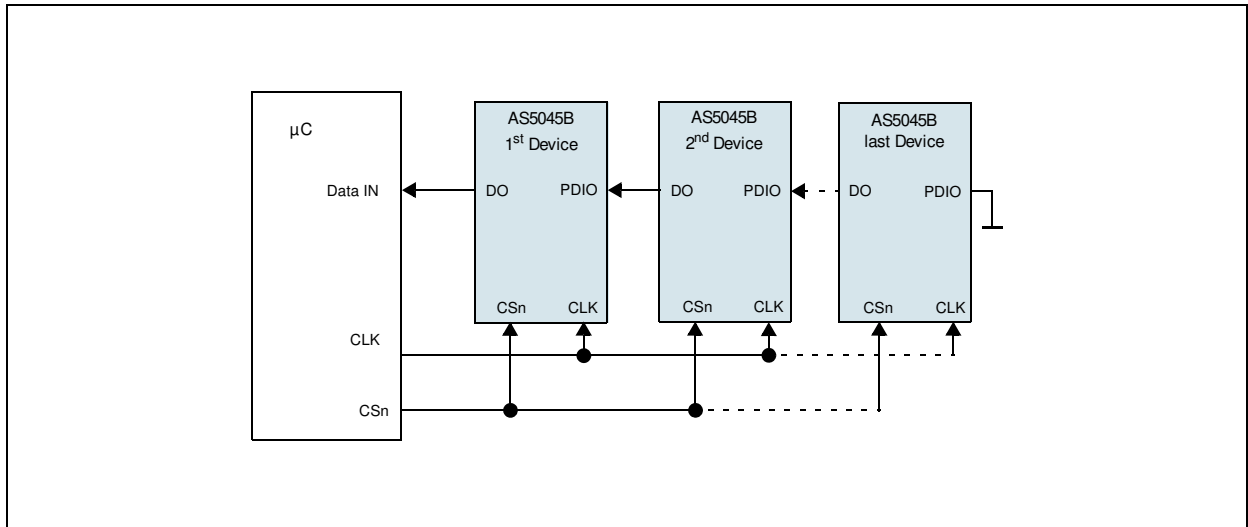 µC
Data IN
CLK
CSn
AS5045B
1st Device
DO PDIO
CSn CLK
AS5045B
2nd Device
DO PDIO
CSn CLK
AS5045B
last Device
DO PDIO
CSn CLK